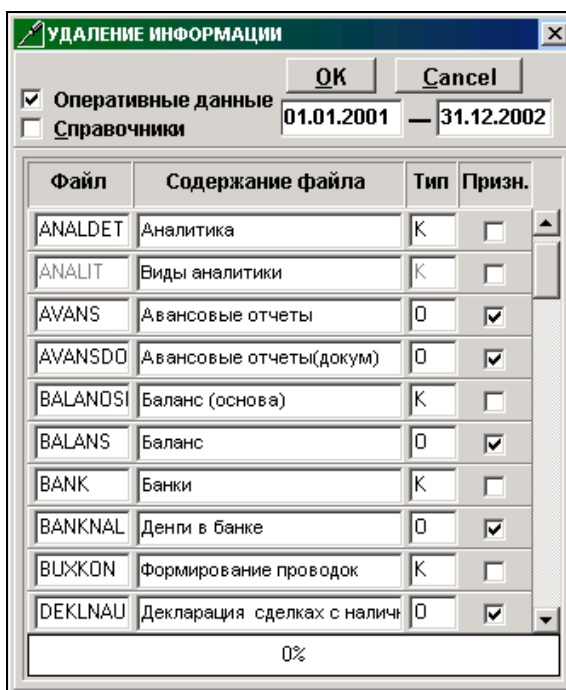 УДАЛЕНИЕ ИНФОРМАЦИИ
OK Cancel
Оперативные данные 01.01.2001 — 31.12.2002
Справочники
Файл Содержание файла Тип Призн.
ANALDET Аналитика К
ANALIT Виды аналитики К
AVANS Авансовые отчеты О
AVANSDO Авансовые отчеты(докум) О
BALANOSI Баланс (основа) К
BALANS Баланс О
BANK Банки К
BANKNAL Денги в банке О
BUXKON Формирование проводок К
DEKLNAU Декларация сделках с наличн О
0%